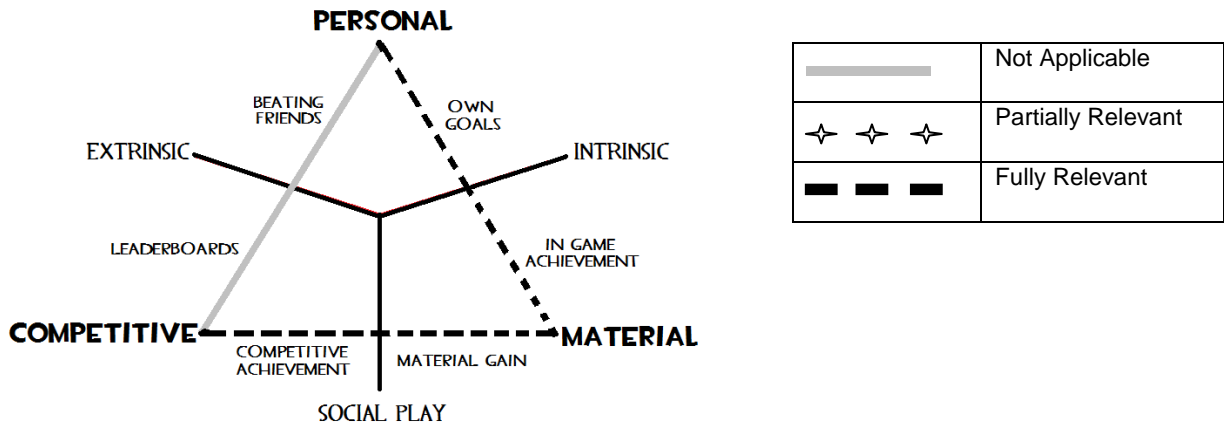 PERSONAL
BEATING
FRIENDS
OWN
GOALS
EXTRINSIC
INTRINSIC
LEADERBOARDS
IN GAME
ACHIEVEMENT
COMPETITIVE
MATERIAL
COMPETITIVE
ACHIEVEMENT
MATERIAL GAIN
SOCIAL PLAY
Not Applicable
Partially Relevant
Fully Relevant